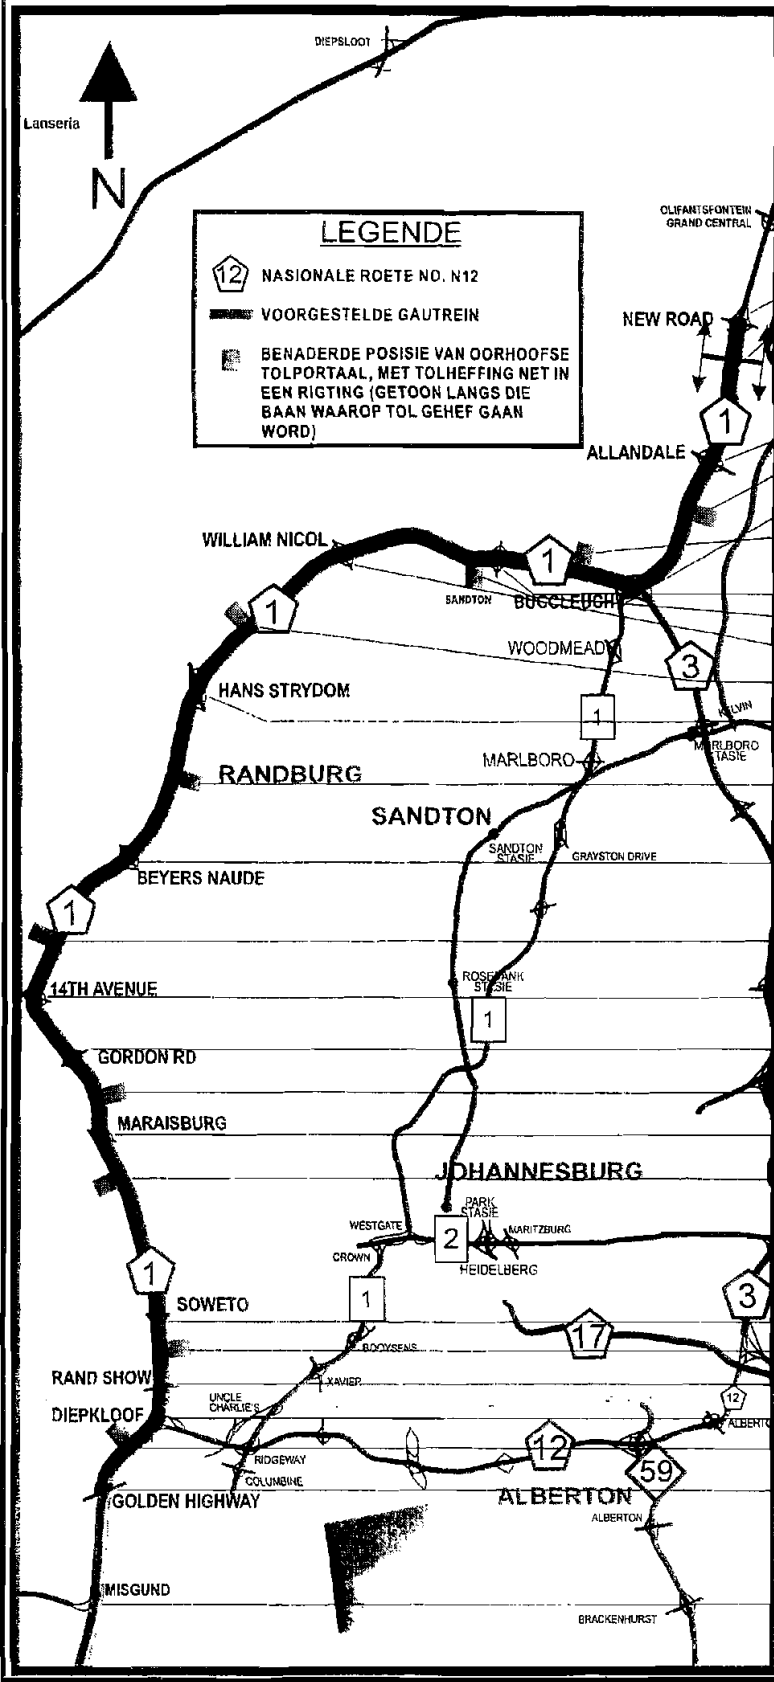 DIEPSLOOT
Lanseria
N
OLIFANTSFONTEIN
GRAND CENTRAL
LEGENDE
12 NASIONALE ROETE NO. N12
VOORGESTELDE GAUTREIN
BENADERDE POSISIE VAN OORHOOFSE
TOLPORTAAL, MET TOLHEFFING NET IN
EEN RIGTING (GETOON LANGS DIE
BAAN WAAROP TOL GEHEF GAAN
WORD)
NEW ROAD
1
ALLANDALE
WILLIAM NICOL
1
SANDTON
BUCCLEUGH
1
WOODMEAD
3
HANS STRYDOM
1
KELVIN
MARLBORO
STASIE
MARLBORO
RANDBURG
SANDTON
SANDTON
STASIE
GRAYSTON DRIVE
BEYERS NAUDE
1
ROSEBANK
STASIE
14TH AVENUE
1
GORDON RD
MARAISBURG
JOHANNESBURG
PARK
STASIE
WESTGATE
2
MARITZBURG
CROWN
HEIDELBERG
1
1
3
SOWETO
17
BOOYSENS
RAND SHOW
XAVIER
UNCLE
CHARLIE'S
12
DIEPKLOOF
ALBERTO
12
RIDGEWAY
59
COLUMBINE
ALBERTON
GOLDEN HIGHWAY
ALBERTON
MISGUND
BRACKENHURST